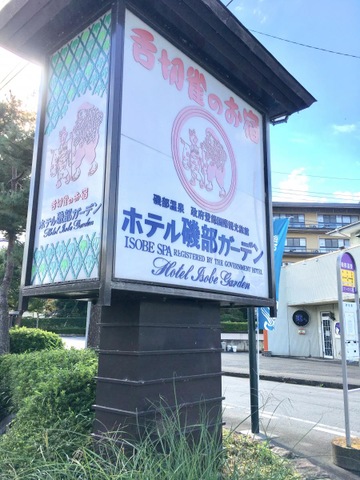 舌切雀のお宿
磯部温泉 政府登録国際観光旅館
ホテル磯部ガーデン
ISOBE SPA REGISTERED BY THE GOVERNMENT HOTEL
Hotel Isobe Garden
舌切雀のお宿
ホテル磯部ガーデン
Hotel Isobe Garden